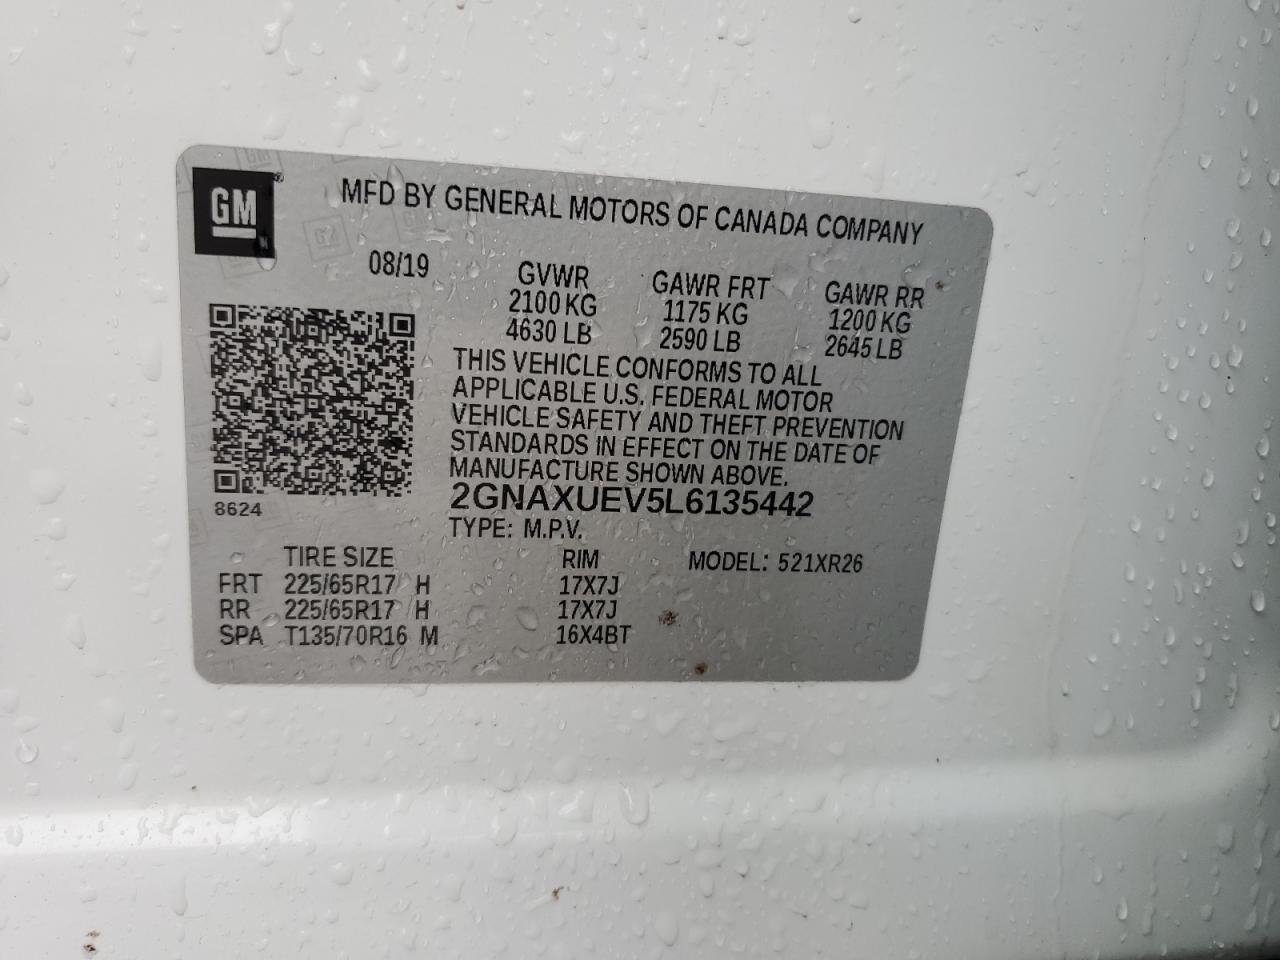 GM
MFD BY GENERAL MOTORS OF CANADA COMPANY
08/19
GVWR GAWR FRT GAWR RR
2100 KG 1175 KG 1200 KG
4630 LB 2590 LB 2645 LB
THIS VEHICLE CONFORMS TO ALL
APPLICABLE U.S. FEDERAL MOTOR
VEHICLE SAFETY AND THEFT PREVENTION
STANDARDS IN EFFECT ON THE DATE OF
MANUFACTURE SHOWN ABOVE.
8624
2GNAXUEV5L6135442
TYPE: M.P.V.
TIRE SIZE RIM MODEL: 521XR26
FRT 225/65R17 H 17X7J
RR 225/65R17 H 17X7J
SPA T135/70R16 M 16X4BT